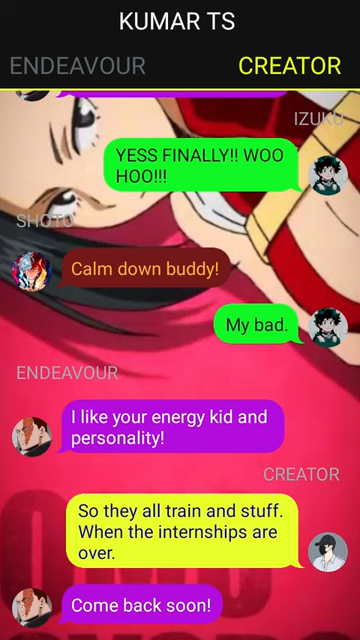 KUMAR TS
ENDEAVOUR CREATOR
IZUKU
YESS FINALLY!! WOO
HOO!!!
SHOTO
Calm down buddy!
My bad.
ENDEAVOUR
I like your energy kid and
personality!
CREATOR
So they all train and stuff.
When the internships are
over.
Come back soon!